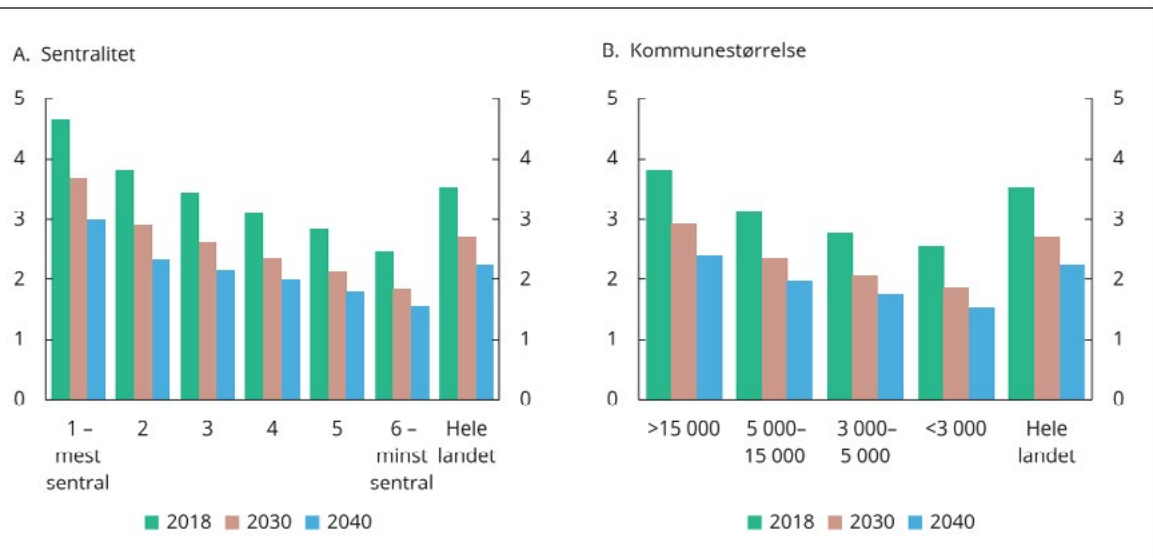 A. Sentralitet
5 5
4 4
3 3
2 2
1 1
0 0
1 – 2 3 4 5 6 – Hele
mest minst landet
sentral sentral
2018 2030 2040
B. Kommunestørrelse
5 5
4 4
3 3
2 2
1 1
0 0
>15 000 5 000– 3 000– <3 000 Hele
15 000 5 000 landet
2018 2030 2040